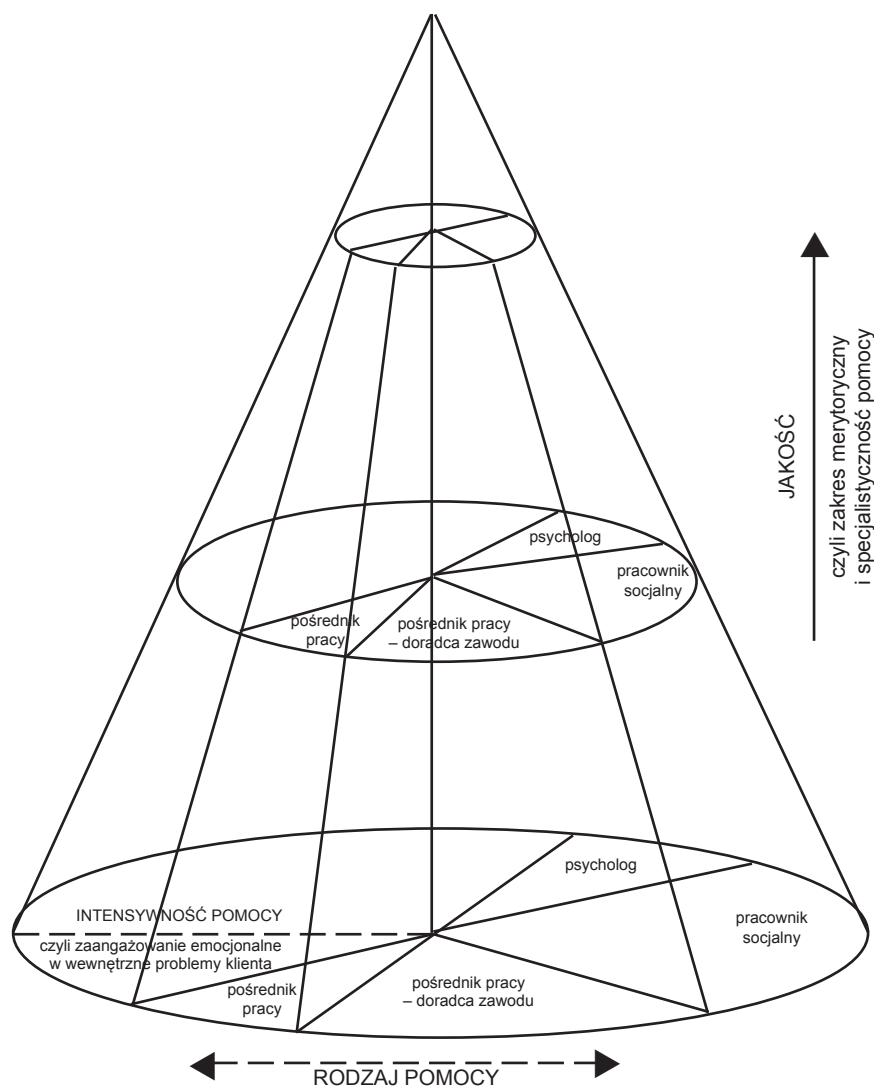 psycholog
pracownik
socjalny
pośrednik
pracy
pośrednik pracy
– doradca zawodu
JAKOŚĆ
czyli zakres merytoryczny
i specjalistyczność pomocy
psycholog
INTENSYWNOŚĆ POMOCY
czyli zaangażowanie emocjonalne
w wewnętrzne problemy klienta
pracownik
socjalny
pośrednik
pracy
pośrednik pracy
– doradca zawodu
RODZAJ POMOCY